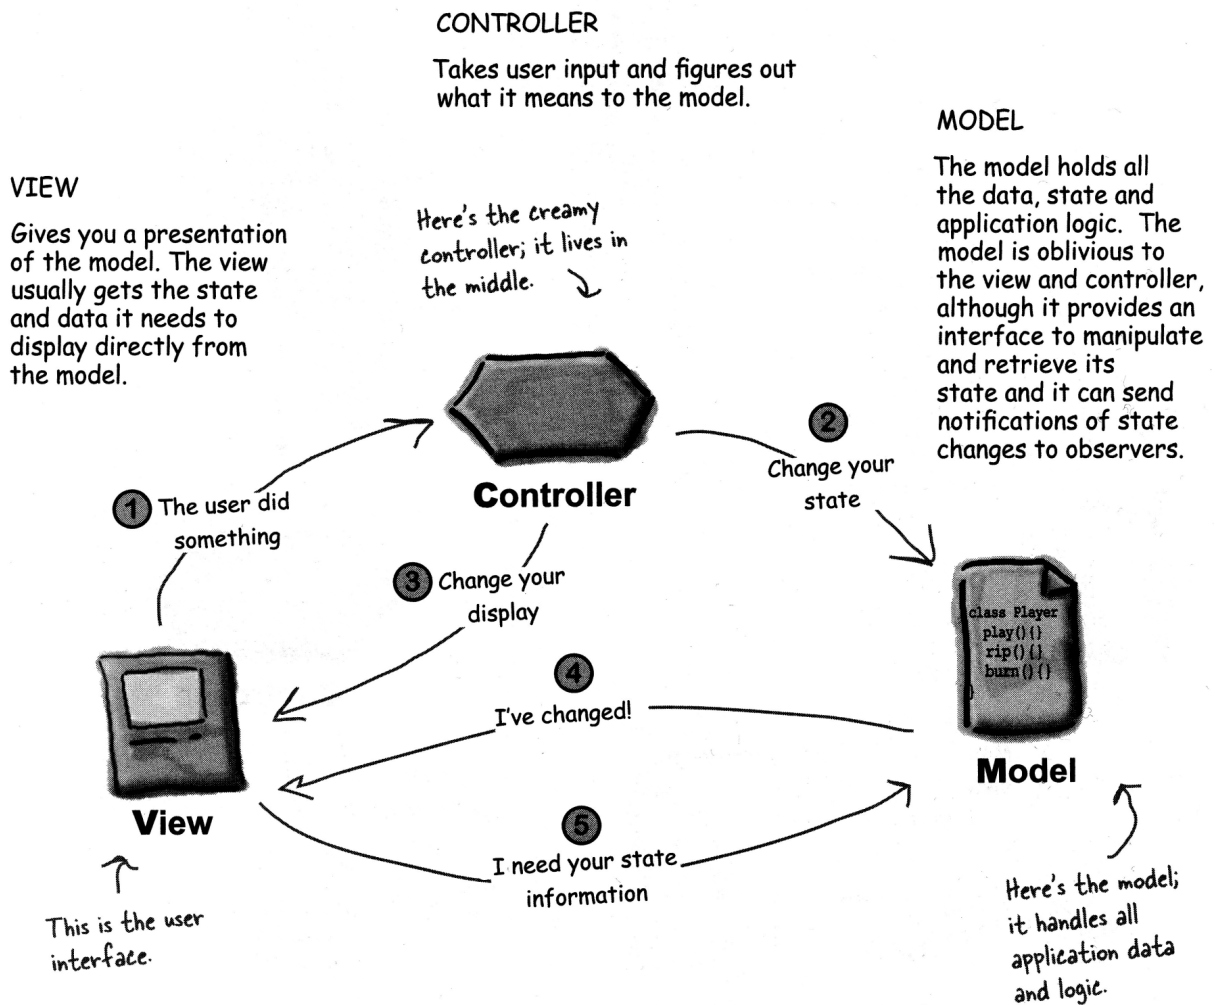 CONTROLLER
Takes user input and figures out
what it means to the model.
MODEL
The model holds all
the data, state and
application logic.  The
model is oblivious to
the view and controller,
although it provides an
interface to manipulate
and retrieve its
state and it can send
notifications of state
changes to observers.
VIEW
Gives you a presentation
of the model. The view
usually gets the state
and data it needs to
display directly from
the model.
Here's the creamy
controller; it lives in
the middle.
Controller
1 The user did
something
2
Change your
state
3 Change your
display
class Player
play(){}
rip(){}
burn(){}
}
4
I've changed!
Model
View
5
I need your state
information
This is the user
interface.
Here's the model;
it handles all
application data
and logic.